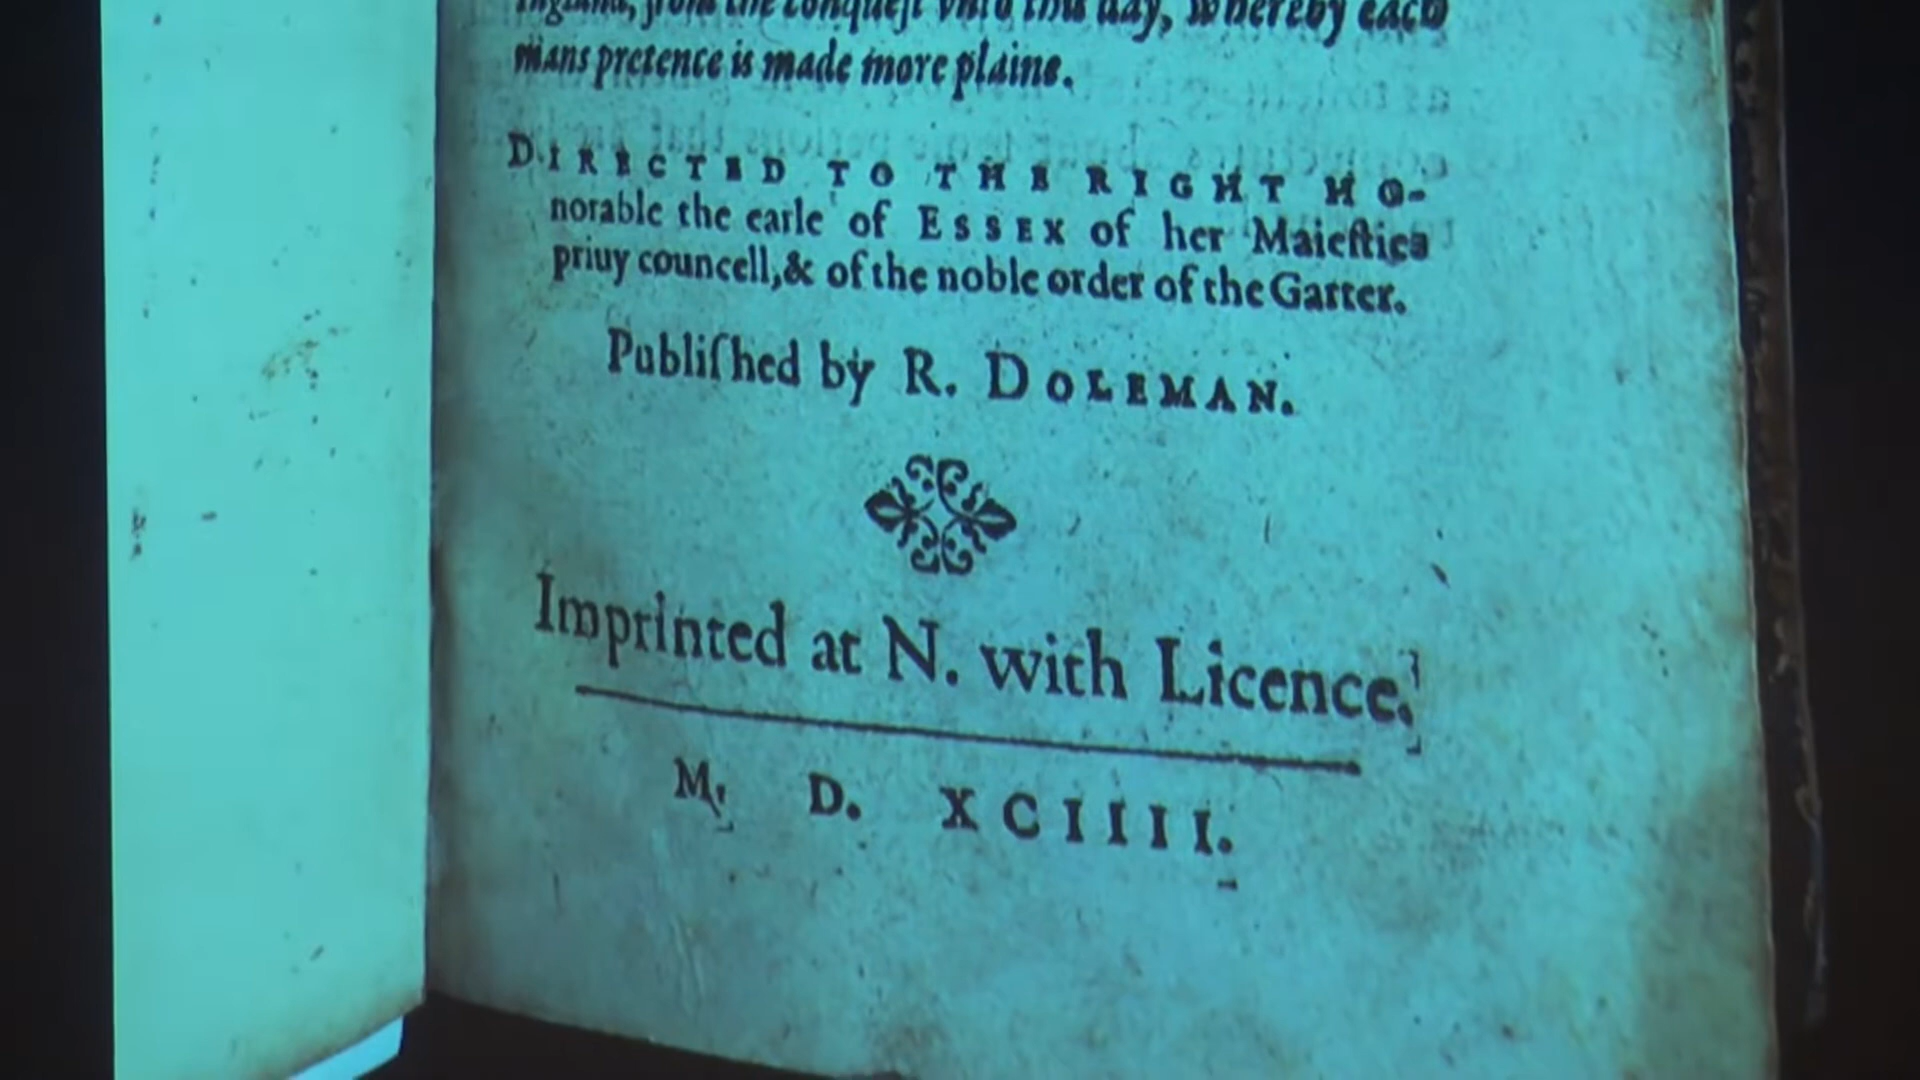 England, from the conquest vnto this day, whereby each
mans pretence is made more plaine.
DIRECTED TO THE RIGHT HO-
norable the earle of ESSEX of her Maieſties
priuy councell, & of the noble order of the Garter.
Publiſhed by R. DOLEMAN.
Imprinted at N. with Licence.
M. D. XCIIII.